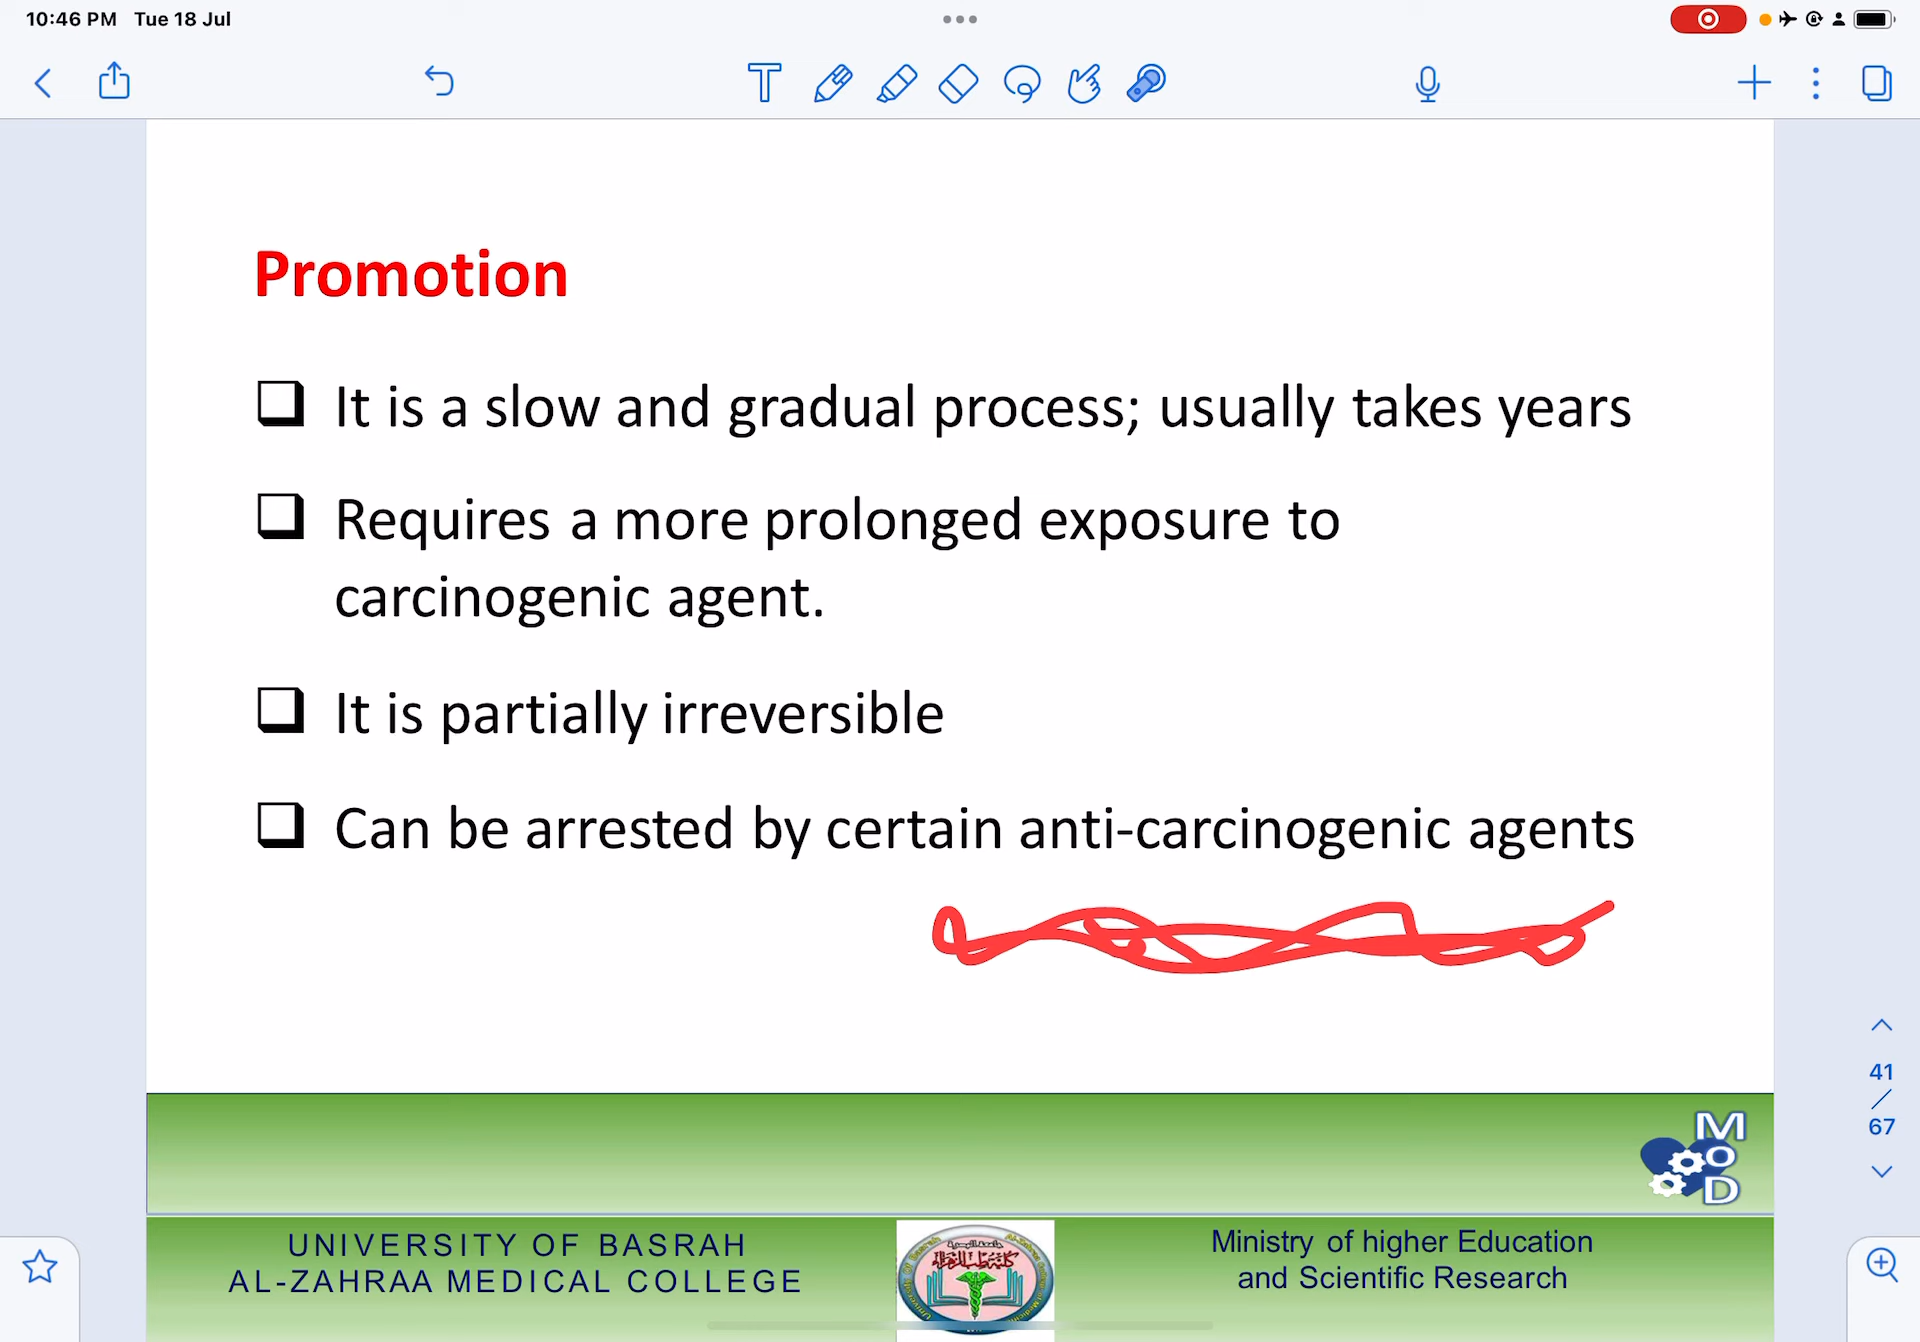 10:46 PM Tue 18 Jul
Promotion
It is a slow and gradual process; usually takes years
Requires a more prolonged exposure to
carcinogenic agent.
It is partially irreversible
Can be arrested by certain anti-carcinogenic agents
41
/
67
M
O
D
UNIVERSITY OF BASRAH
AL-ZAHRAA MEDICAL COLLEGE
Ministry of higher Education
and Scientific Research